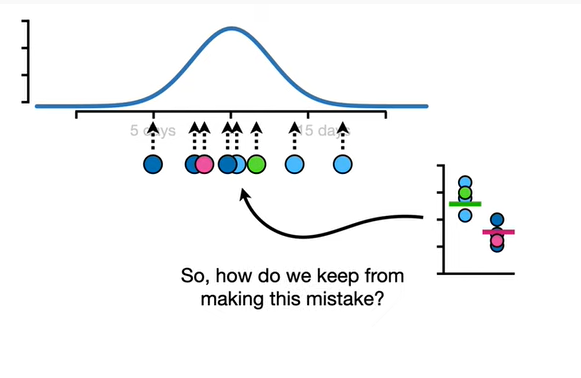 5 days
15 days
So, how do we keep from
making this mistake?